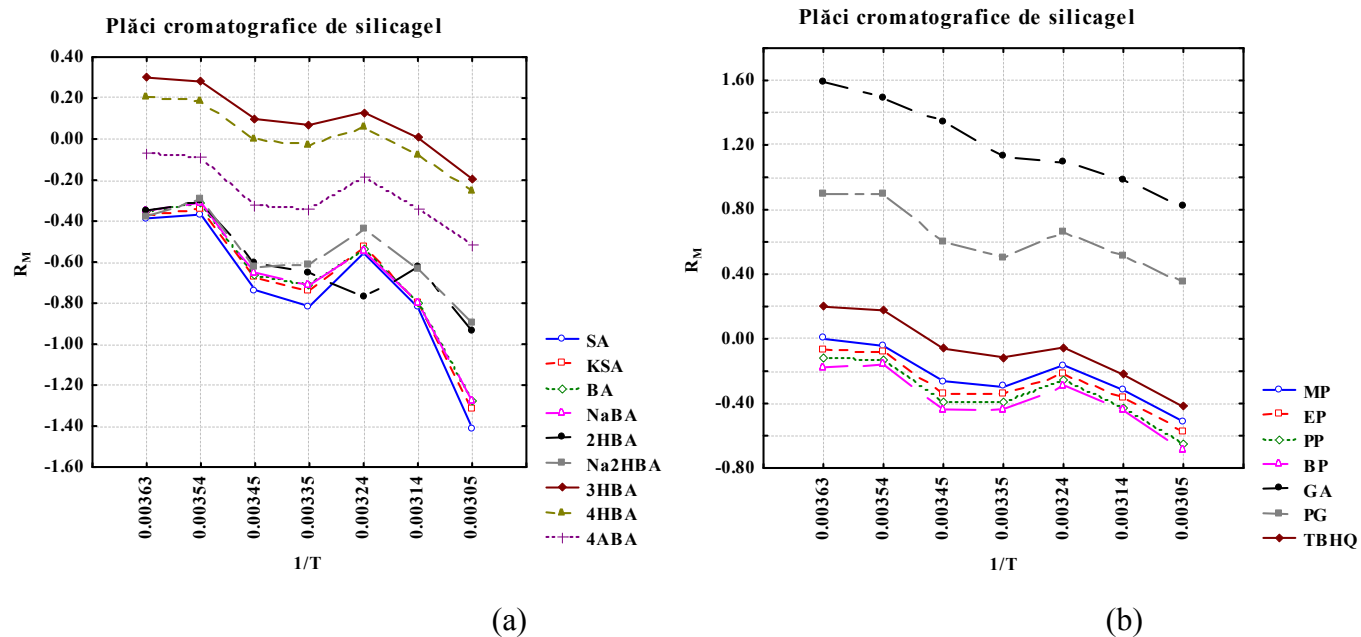 Plăci cromatografice de silicagel
0.40
0.20
0.00
-0.20
-0.40
-0.60
-0.80
-1.00
-1.20
-1.40
-1.60
R_M
0.00363
0.00354
0.00345
0.00335
0.00324
0.00314
0.00305
1/T
SA
KSA
BA
NaBA
2HBA
Na2HBA
3HBA
4HBA
4ABA
(a)
Plăci cromatografice de silicagel
1.60
1.20
0.80
0.40
0.00
-0.40
-0.80
R_M
0.00363
0.00354
0.00345
0.00335
0.00324
0.00314
0.00305
1/T
MP
EP
PP
BP
GA
PG
TBHQ
(b)